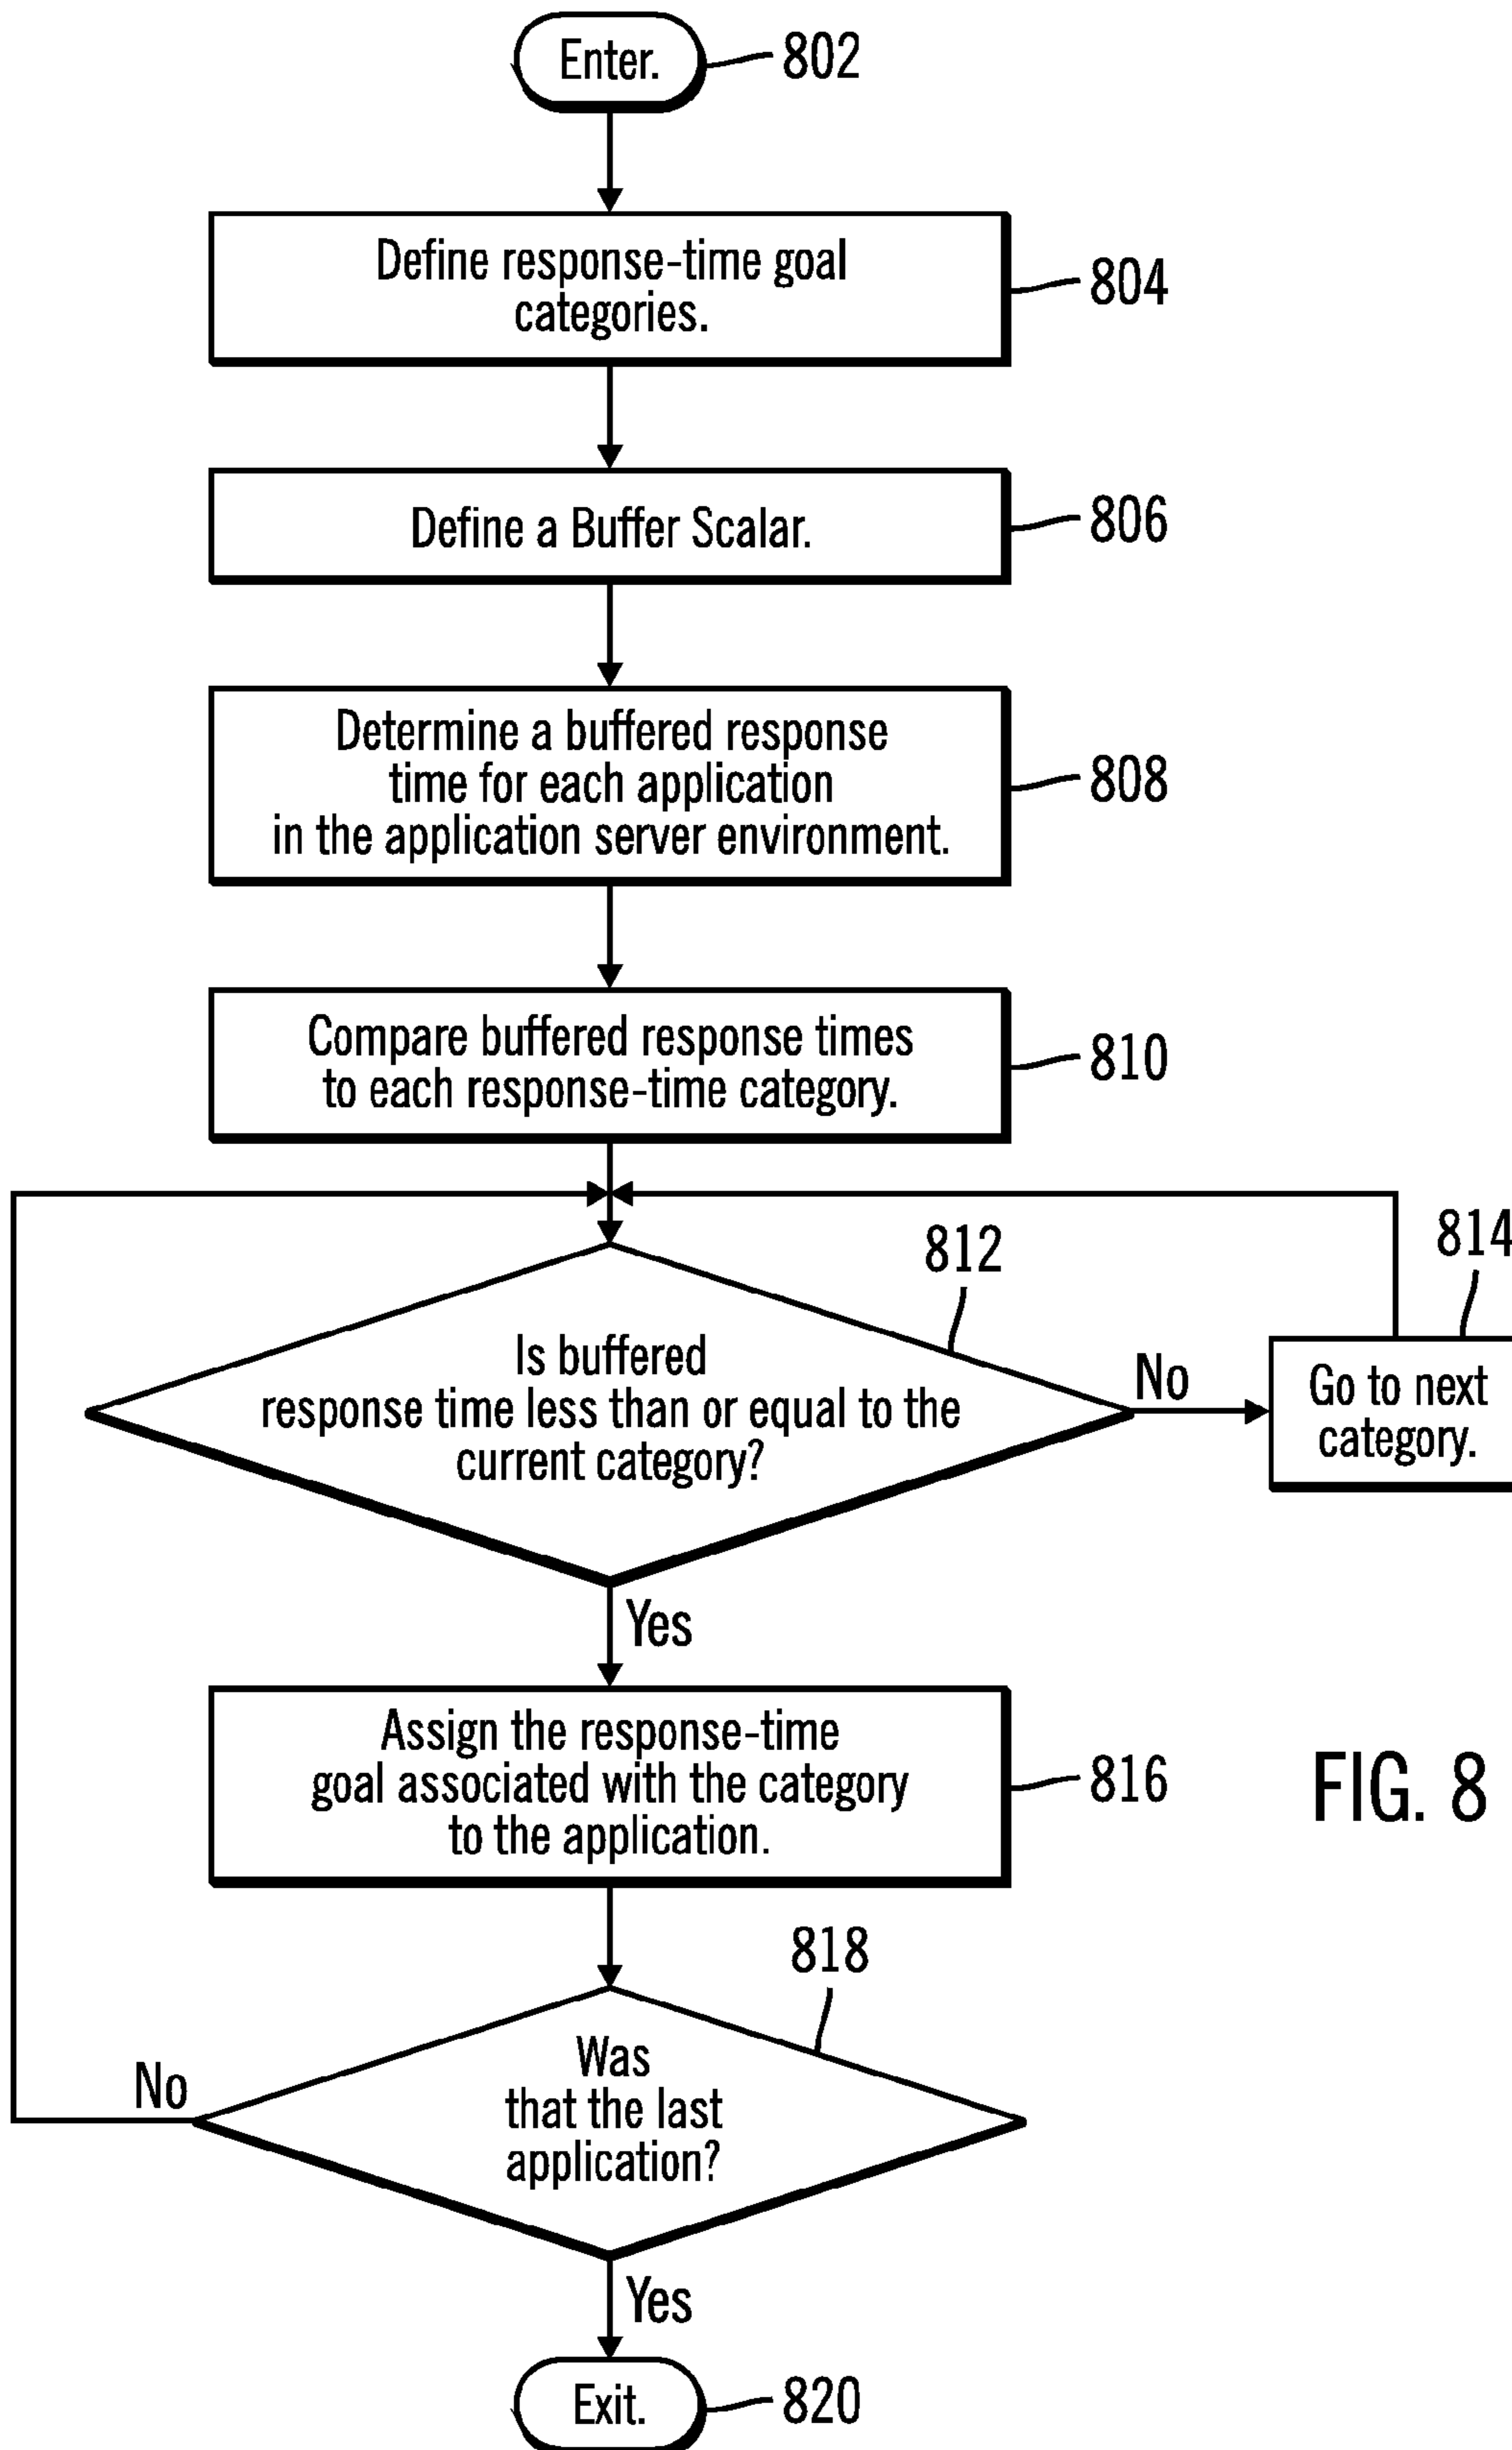 Enter.
802
Define response-time goal
categories.
804
Define a Buffer Scalar.
806
Determine a buffered response
time for each application
in the application server environment.
808
Compare buffered response times
to each response-time category.
810
812
814
Is buffered
response time less than or equal to the
current category?
No
Go to next
category.
Yes
Assign the response-time
goal associated with the category
to the application.
816
FIG. 8
818
Was
that the last
application?
No
Yes
Exit.
820